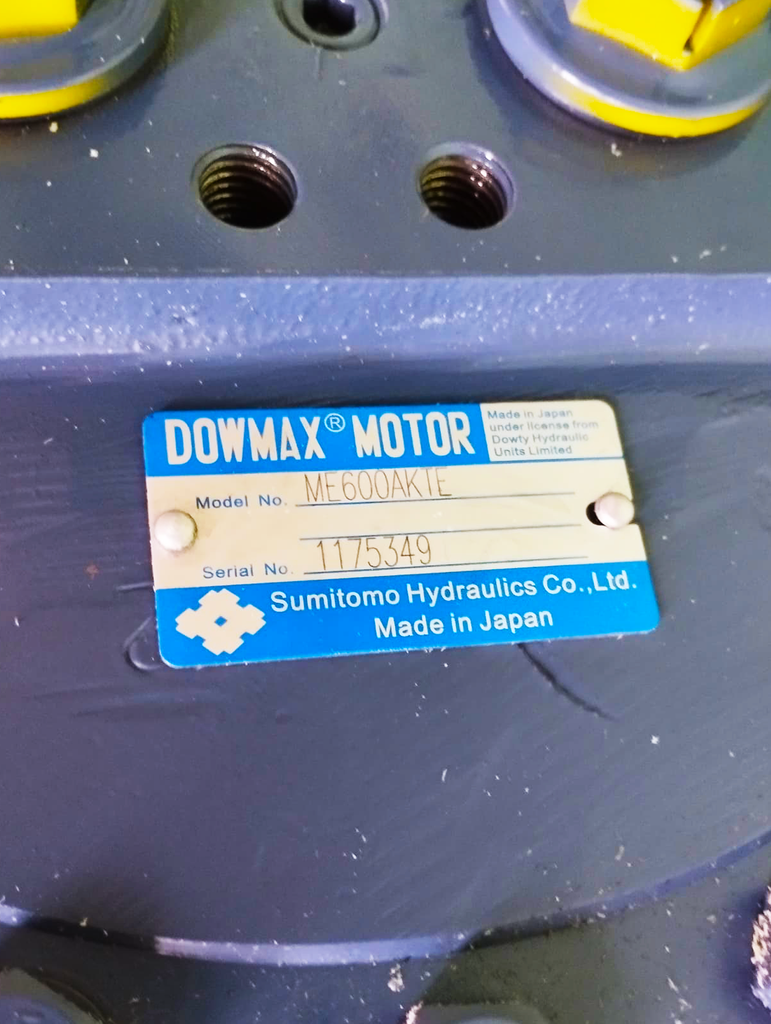 DOWMAX® MOTOR
Made in Japan
under license from
Dowty Hydraulic
Units Limited
Model No. ME600AKTE
Serial No. 1175349
Sumitomo Hydraulics Co.,Ltd.
Made in Japan